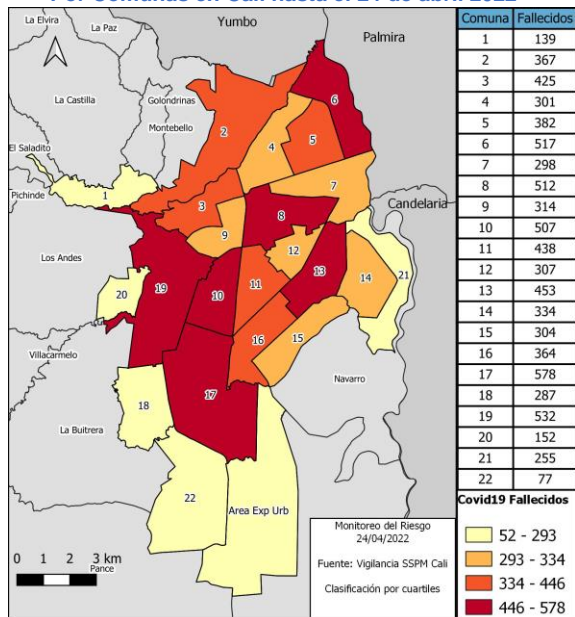 Por Comunas en Cali hasta el 24 de abril 2022
La Elvira
La Paz
Yumbo
Palmira
La Castilla
Golondrinas
Montebello
El Saladito
Pichinde
Candelaria
Los Andes
Villacarmelo
Navarro
La Buitrera
Pance
Area Exp Urb
1
2
3
4
5
6
7
8
9
10
11
12
13
14
15
16
17
18
19
20
21
22
0 1 2 3 km
Monitoreo del Riesgo
24/04/2022
Fuente: Vigilancia SSPM Cali
Clasificación por cuartiles
Comuna Fallecidos
1 139
2 367
3 425
4 301
5 382
6 517
7 298
8 512
9 314
10 507
11 438
12 307
13 453
14 334
15 304
16 364
17 578
18 287
19 532
20 152
21 255
22 77
Covid19 Fallecidos
52 - 293
293 - 334
334 - 446
446 - 578